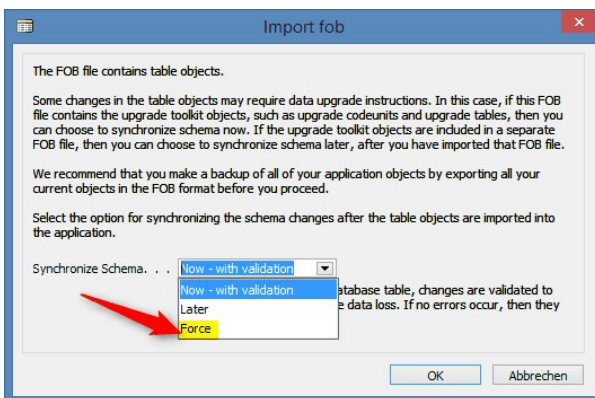 Import fob
The FOB file contains table objects.
Some changes in the table objects may require data upgrade instructions. In this case, if this FOB
file contains the upgrade toolkit objects, such as upgrade codeunits and upgrade tables, then you
can choose to synchronize schema now. If the upgrade toolkit objects are included in a separate
FOB file, then you can choose to synchronize schema later, after you have imported that FOB file.
We recommend that you make a backup of all of your application objects by exporting all your
current objects in the FOB format before you proceed.
Select the option for synchronizing the schema changes after the table objects are imported into
the application.
Synchronize Schema. . . Now - with validation
Now - with validation atabase table, changes are validated to
Later e data loss. If no errors occur, then they
Force
OK Abbrechen